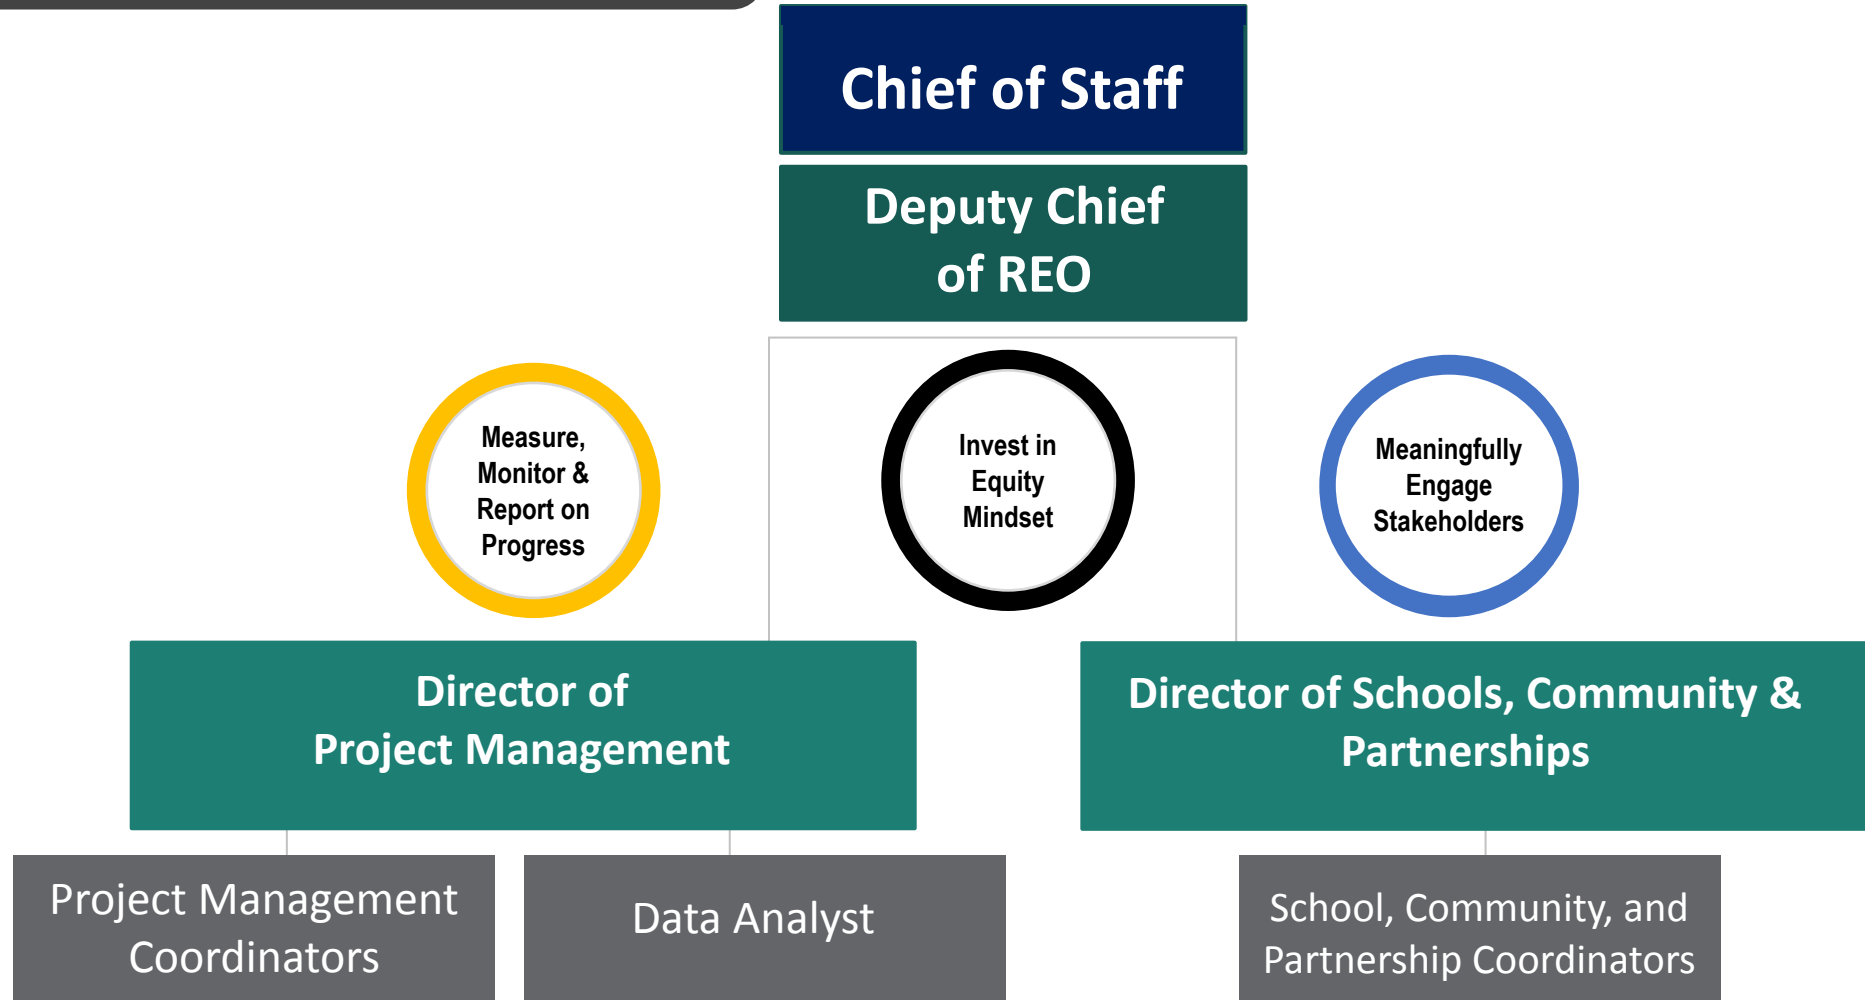 Chief of Staff
Deputy Chief
of REO
Measure,
Monitor &
Report on
Progress
Invest in
Equity
Mindset
Meaningfully
Engage
Stakeholders
Director of
Project Management
Director of Schools, Community &
Partnerships
Project Management
Coordinators
Data Analyst
School, Community, and
Partnership Coordinators